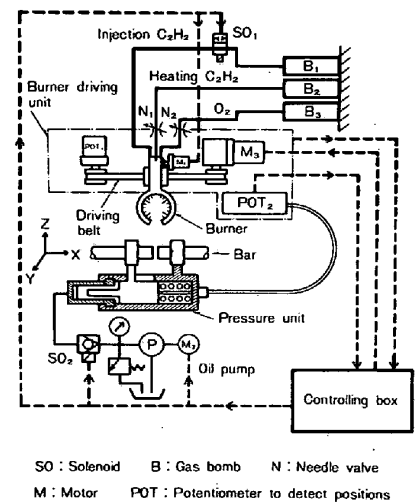 Injection C2H2
SO1
Heating C2H2
B1
B2
O2
B3
Burner driving
unit
N1
N2
POT1
M1
M3
POT2
Driving
belt
Burner
Z
X
Y
Bar
Pressure unit
SO2
P
M2
Oil pump
Controlling box
SO : Solenoid B : Gas bomb N : Needle valve
M : Motor POT : Potentiometer to detect positions